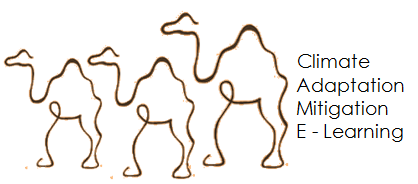 Climate
Adaptation
Mitigation
E - Learning